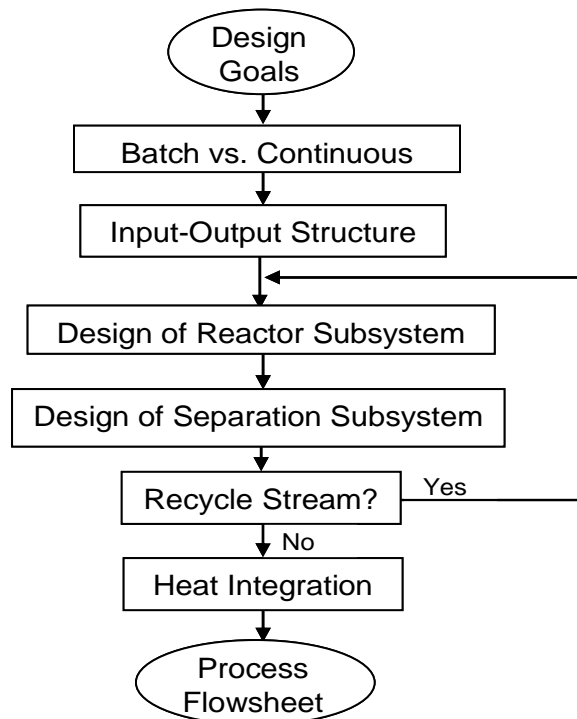 Design
Goals
Batch vs. Continuous
Input-Output Structure
Design of Reactor Subsystem
Design of Separation Subsystem
Recycle Stream?
Yes
No
Heat Integration
Process
Flowsheet